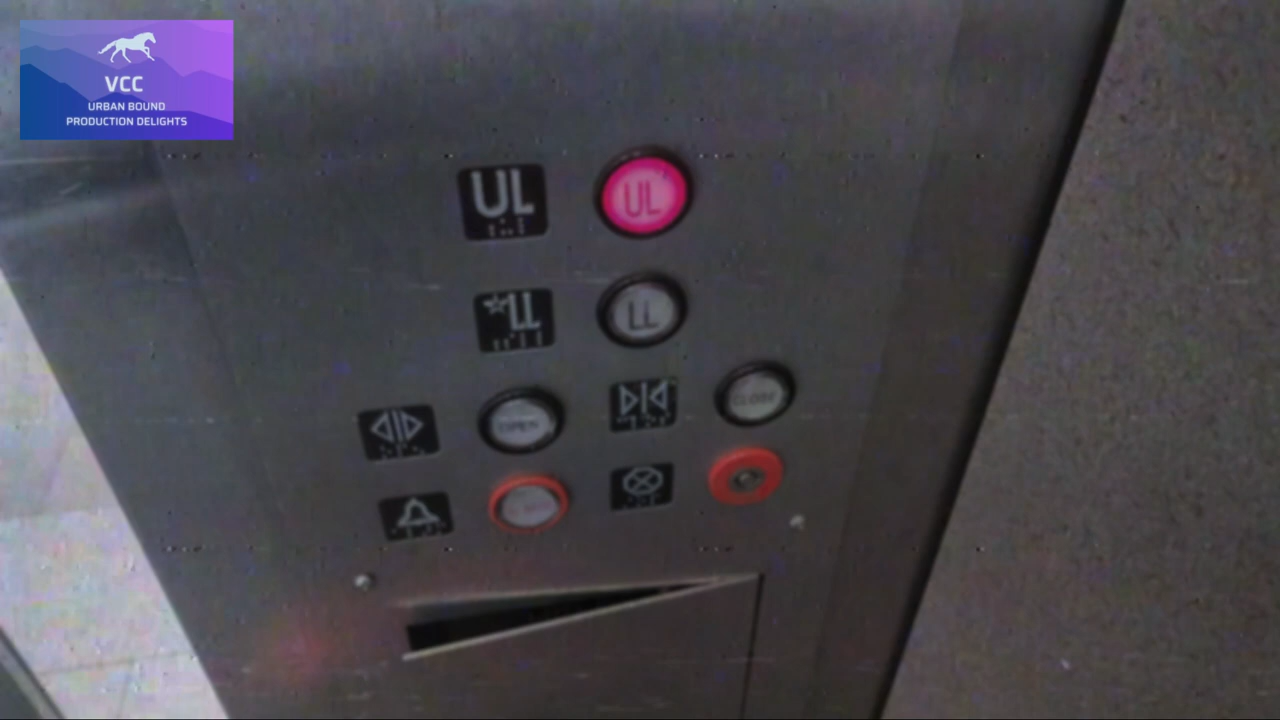 VCC
URBAN BOUND
PRODUCTION DELIGHTS
UL UL
*LL LL
OPEN CLOSE